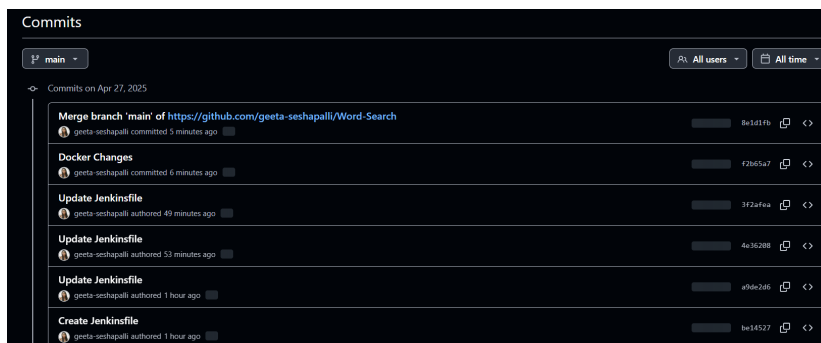 Commits
main
All users
All time
Commits on Apr 27, 2025
Merge branch 'main' of https://github.com/geeta-seshapalli/Word-Search
geeta-seshapalli committed 5 minutes ago
8e1d1fb
Docker Changes
geeta-seshapalli committed 6 minutes ago
f2b65a7
Update Jenkinsfile
geeta-seshapalli authored 49 minutes ago
3f2afea
Update Jenkinsfile
geeta-seshapalli authored 53 minutes ago
4e36208
Update Jenkinsfile
geeta-seshapalli authored 1 hour ago
a9de2d6
Create Jenkinsfile
geeta-seshapalli authored 1 hour ago
be14527